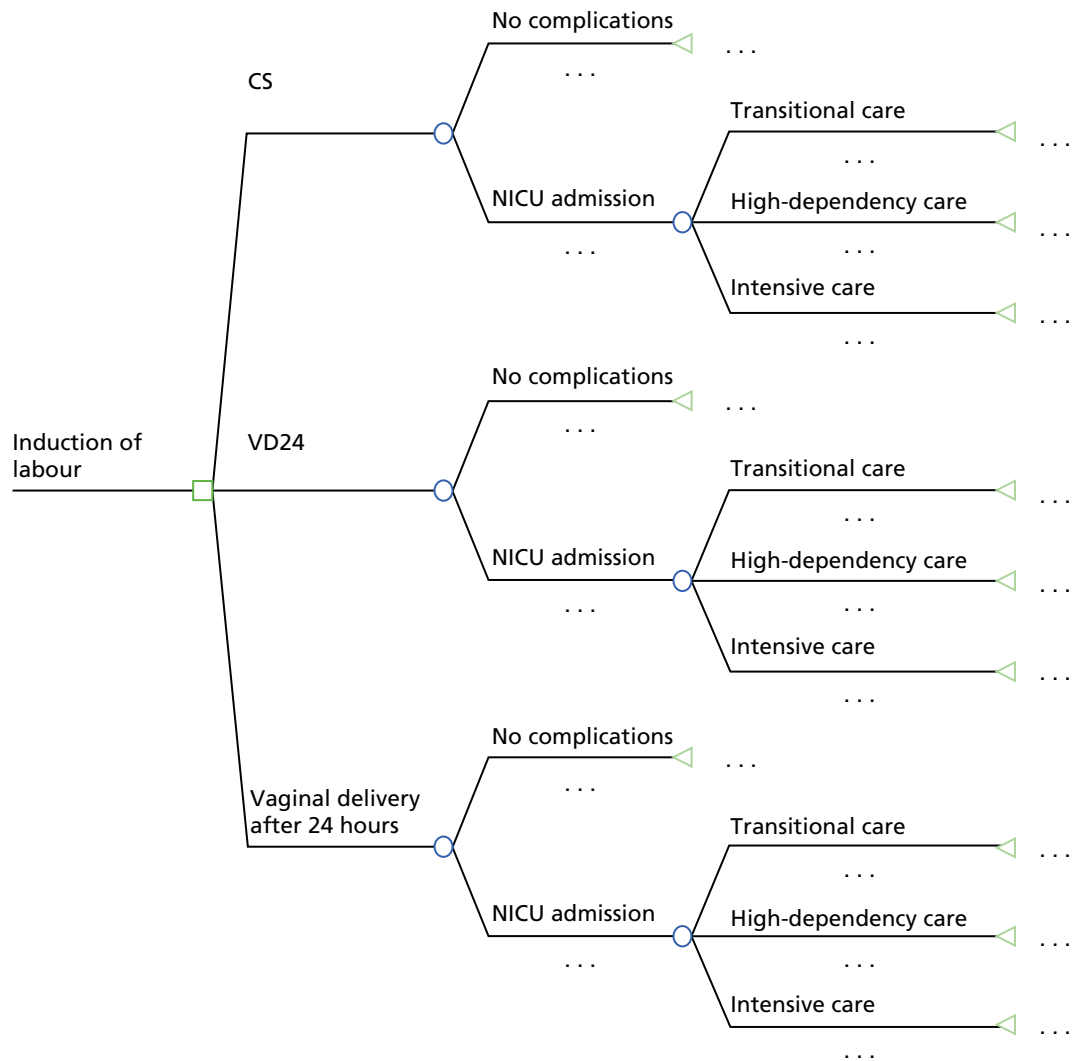 No complications
. . .
. . .
CS
Transitional care
. . .
. . .
NICU admission
. . .
High-dependency care
. . .
. . .
Intensive care
. . .
. . .
No complications
. . .
. . .
Induction of
labour
VD24
Transitional care
. . .
. . .
NICU admission
. . .
High-dependency care
. . .
. . .
Intensive care
. . .
. . .
No complications
. . .
. . .
Vaginal delivery
after 24 hours
Transitional care
. . .
. . .
NICU admission
. . .
High-dependency care
. . .
. . .
Intensive care
. . .
. . .